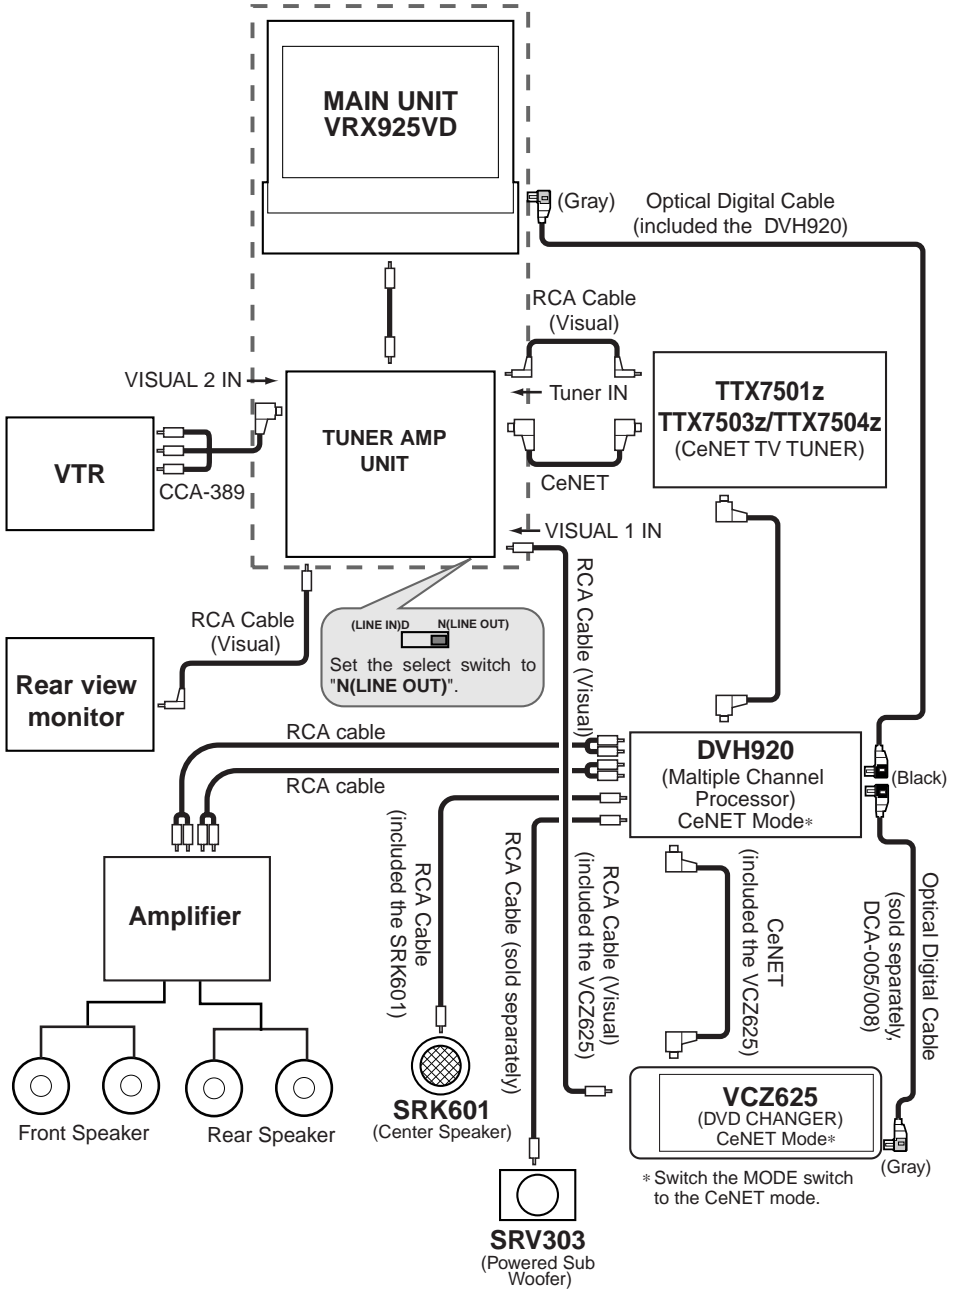 MAIN UNIT
VRX925VD
(Gray)
Optical Digital Cable
(included the DVH920)
RCA Cable
(Visual)
VISUAL 2 IN
Tuner IN
TTX7501z
TTX7503z/TTX7504z
(CeNET TV TUNER)
TUNER AMP
UNIT
VTR
CCA-389
CeNET
VISUAL 1 IN
RCA Cable
(Visual)
(LINE IN)D
N(LINE OUT)
Set the select switch to
"N(LINE OUT)".
RCA Cable (Visual)
Rear view
monitor
RCA cable
RCA cable
DVH920
(Maltiple Channel
Processor)
CeNET Mode*
(Black)
Amplifier
RCA Cable
(included the SRK601)
RCA Cable (sold separately)
RCA Cable (Visual)
(included the VCZ625)
CeNET
(included the VCZ625)
Optical Digital Cable
(sold separately,
DCA-005/008)
Front Speaker
Rear Speaker
SRK601
(Center Speaker)
VCZ625
(DVD CHANGER)
CeNET Mode*
(Gray)
* Switch the MODE switch
to the CeNET mode.
SRV303
(Powered Sub
Woofer)